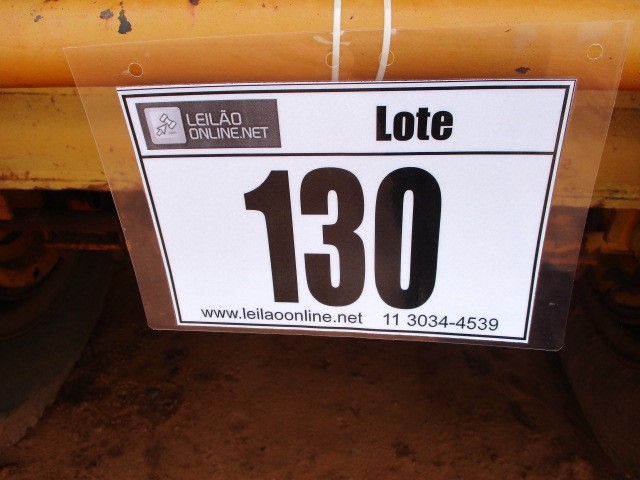 LEILÃO
ONLINE.NET
Lote
130
www.leilaoonline.net 11 3034-4539